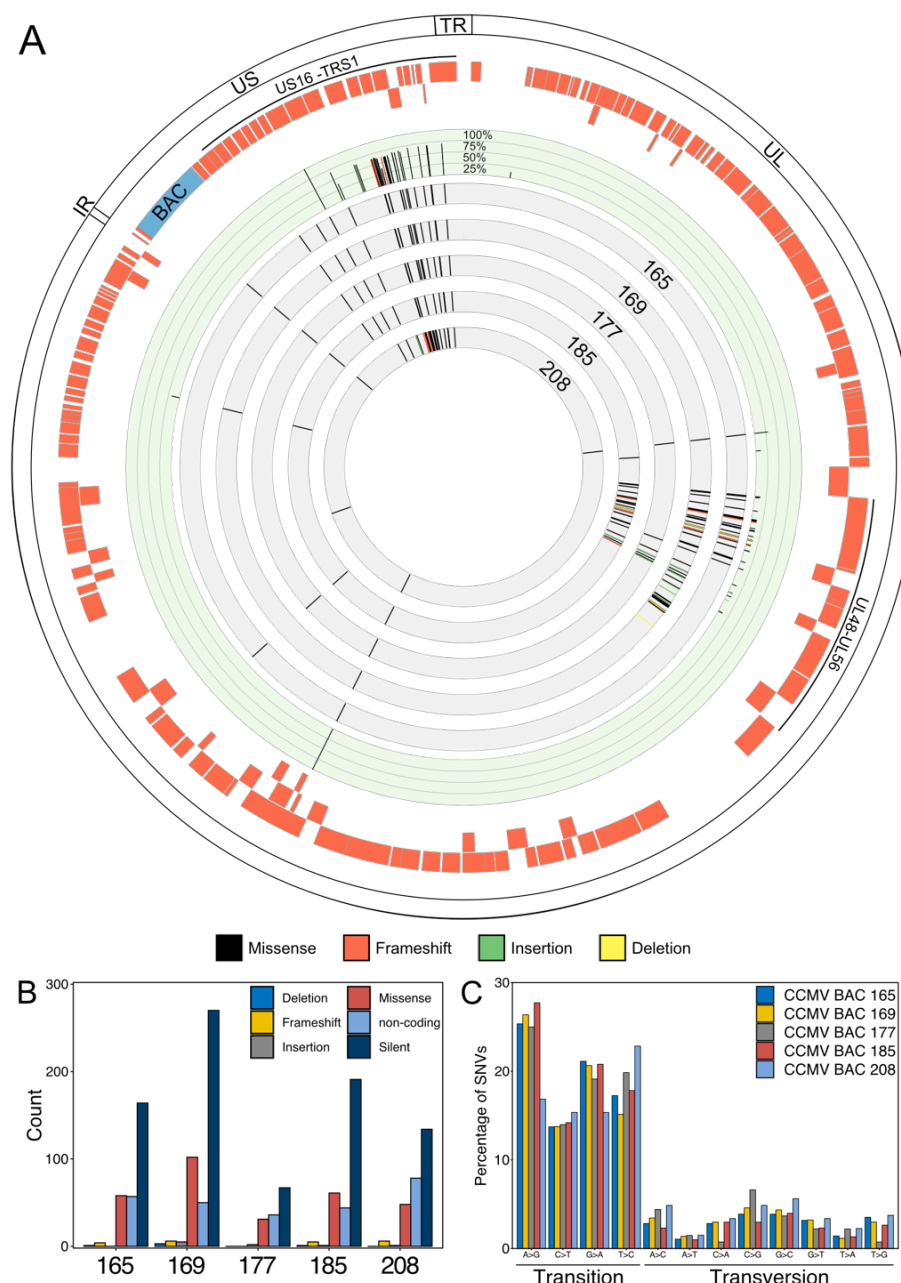 A
TR
US
US16 -TRS1
UL
IR
BAC
100%
75%
50%
25%
165
169
177
185
208
UL48-UL56
Missense
Frameshift
Insertion
Deletion
B
Count
300
200
100
0
Deletion
Frameshift
Insertion
Missense
non-coding
Silent
165
169
177
185
208
C
Percentage of SNVs
30
20
10
0
CCMV BAC 165
CCMV BAC 169
CCMV BAC 177
CCMV BAC 185
CCMV BAC 208
A>G C>T G>A T>C A>C A>T C>A C>G G>C G>T T>A T>G
Transition
Transversion